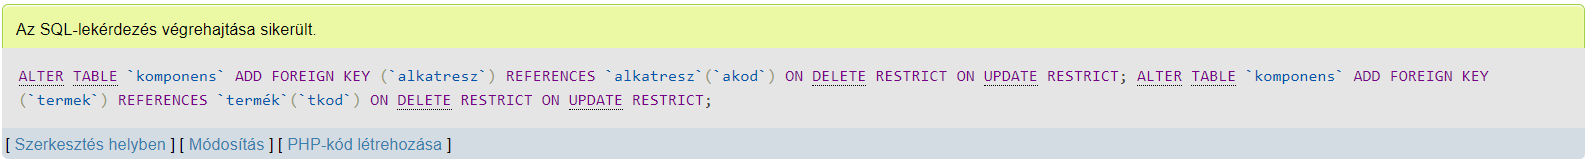 Az SQL-lekérdezés végrehajtása sikerült.
ALTER TABLE `komponens` ADD FOREIGN KEY (`alkatresz`) REFERENCES `alkatresz`(`akod`) ON DELETE RESTRICT ON UPDATE RESTRICT; ALTER TABLE `komponens` ADD FOREIGN KEY
(`termek`) REFERENCES `termék`(`tkod`) ON DELETE RESTRICT ON UPDATE RESTRICT;
[ Szerkesztés helyben ] [ Módosítás ] [ PHP-kód létrehozása ]